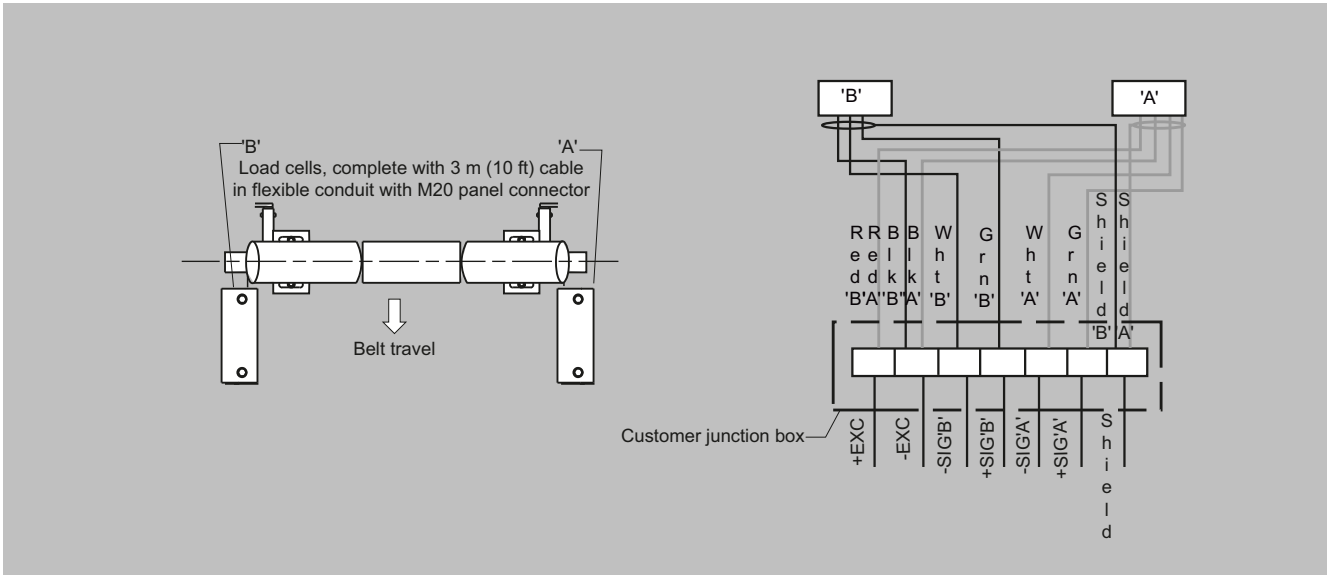 'B'
'A'
Load cells, complete with 3 m (10 ft) cable
in flexible conduit with M20 panel connector
Belt travel
'B'
'A'
Red 'B'
Red 'A'
Blk 'B'
Blk 'A'
Wht 'B'
Grn 'B'
Wht 'A'
Grn 'A'
Shield 'B'
Shield 'A'
Customer junction box
+EXC
-EXC
-SIG'B'
+SIG'B'
-SIG'A'
+SIG'A'
Shield